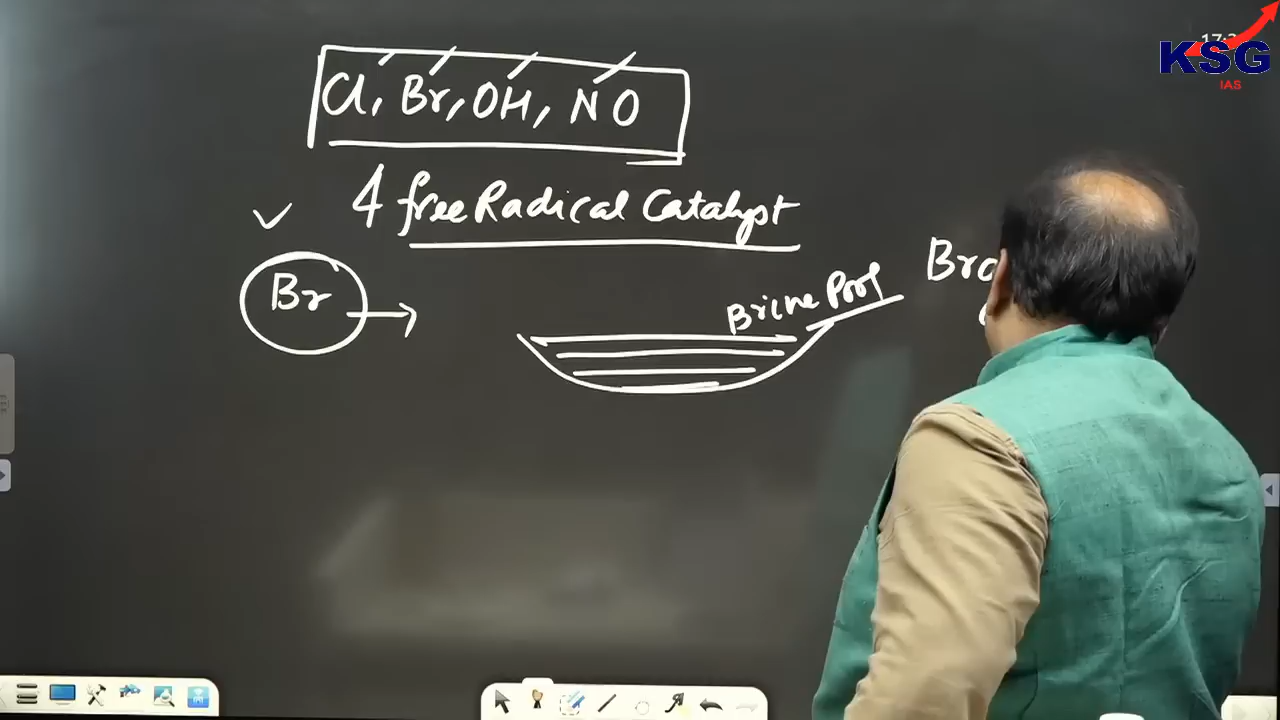 Cl, Br, OH, NO
4 free Radical Catalyst
Br
Brine Pool
KSG
IAS